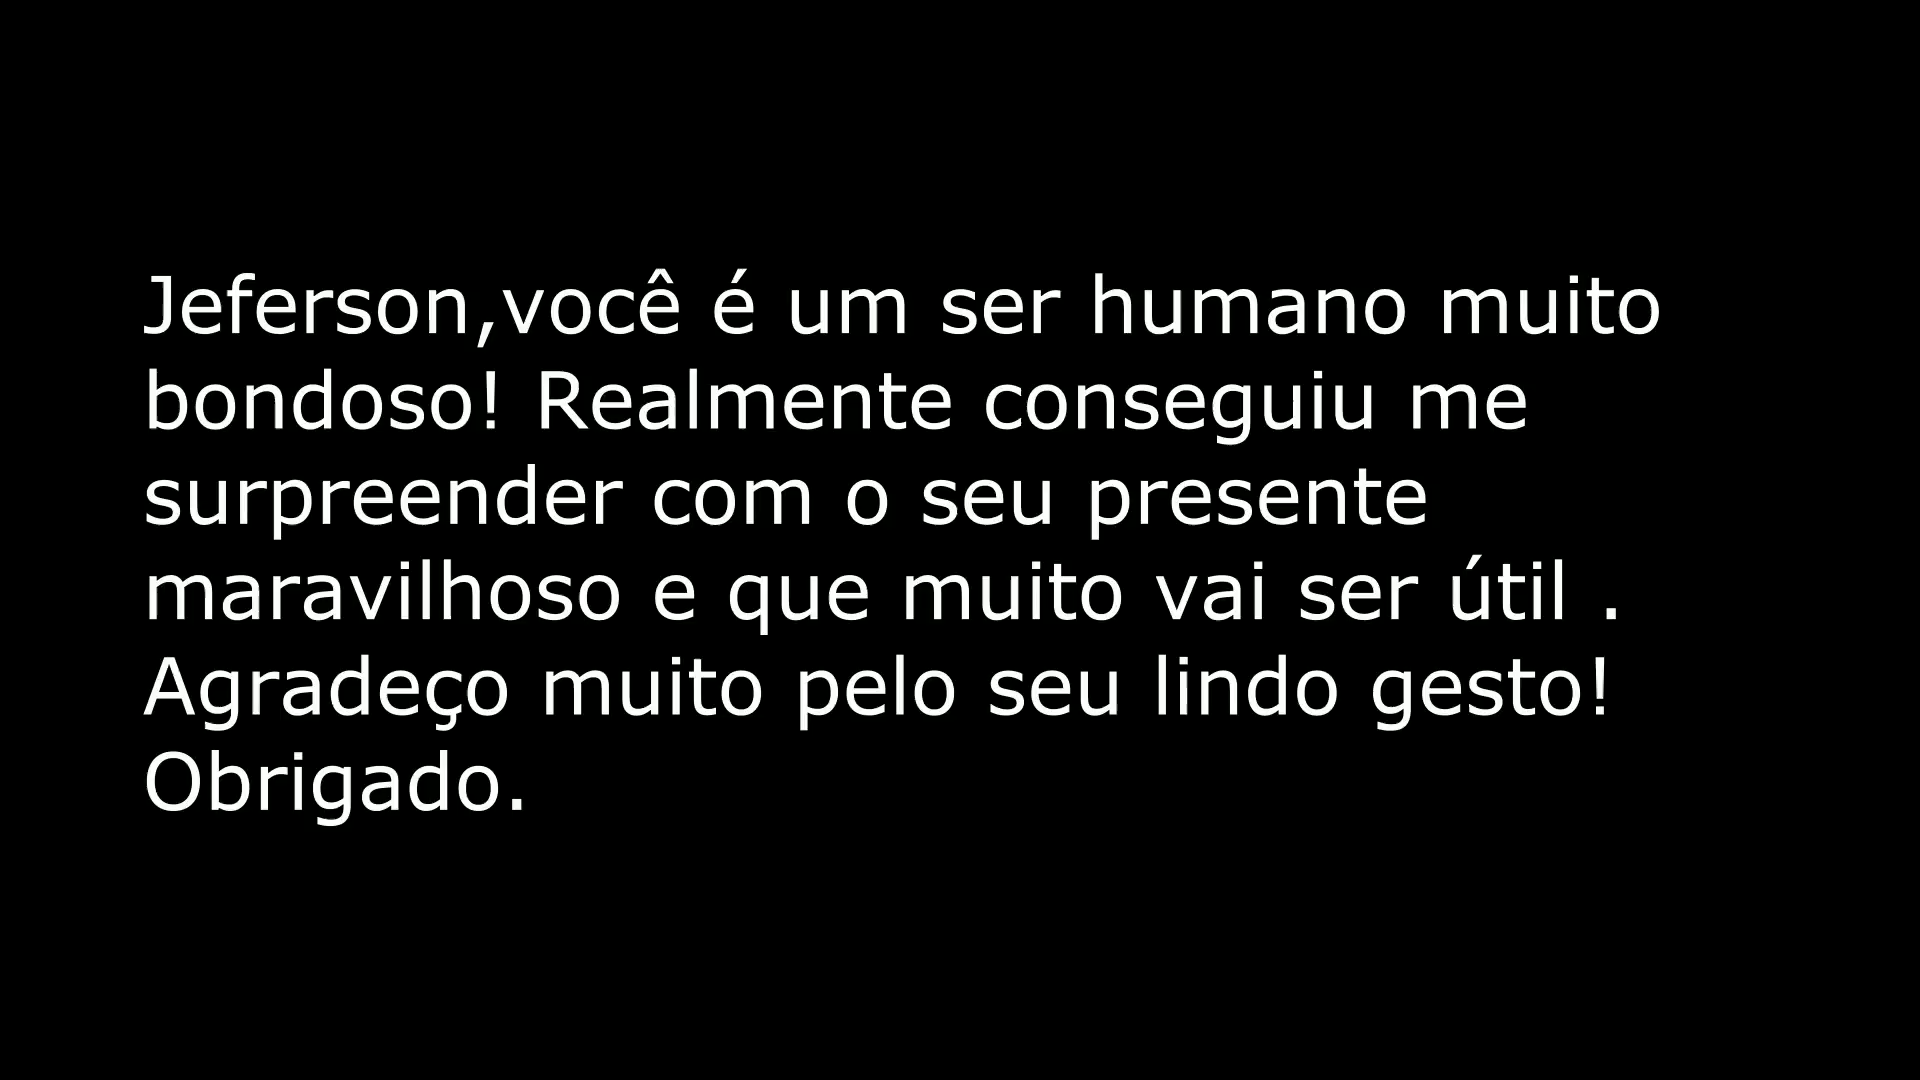 Jeferson,você é um ser humano muito
bondoso! Realmente conseguiu me
surpreender com o seu presente
maravilhoso e que muito vai ser útil .
Agradeço muito pelo seu lindo gesto!
Obrigado.